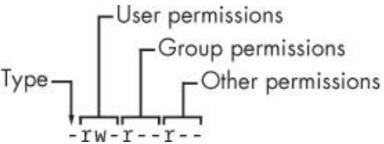 User permissions
Group permissions
Type
Other permissions
-rw-r--r--